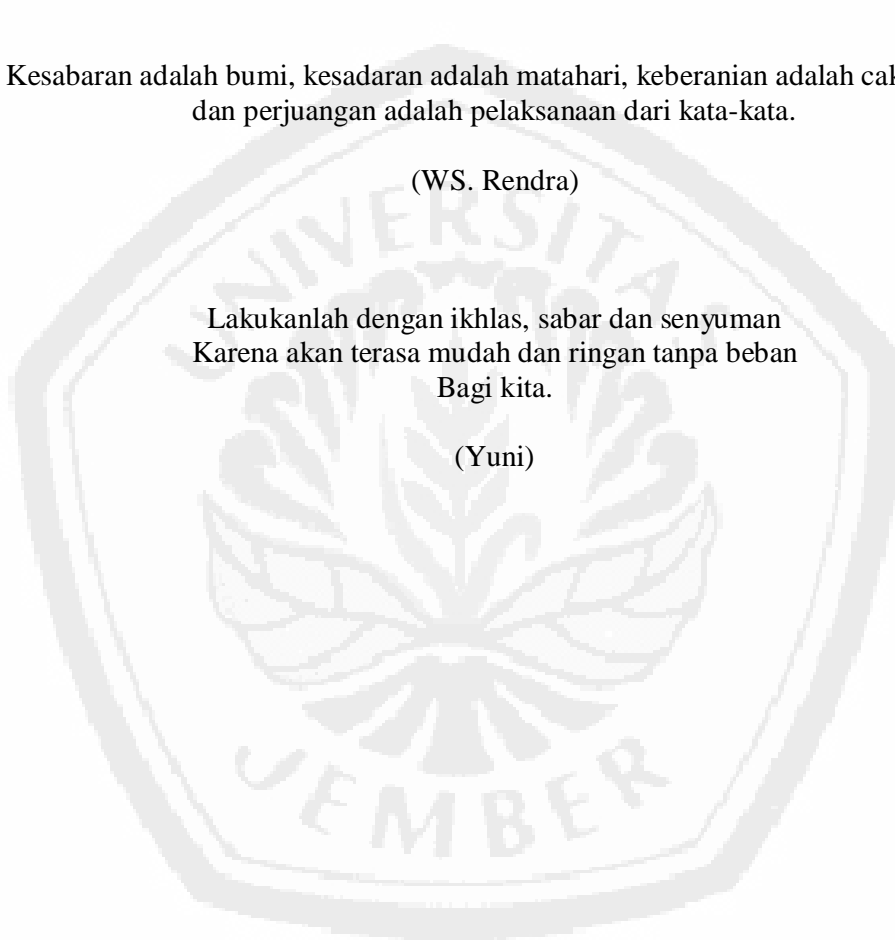 Kesabaran adalah bumi, kesadaran adalah matahari, keberanian adalah
dan perjuangan adalah pelaksanaan dari kata-kata.
(WS. Rendra)
Lakukanlah dengan ikhlas, sabar dan senyuman
Karena akan terasa mudah dan ringan tanpa beban
Bagi kita.
(Yuni)
UNIVERSITAS
JEMBER